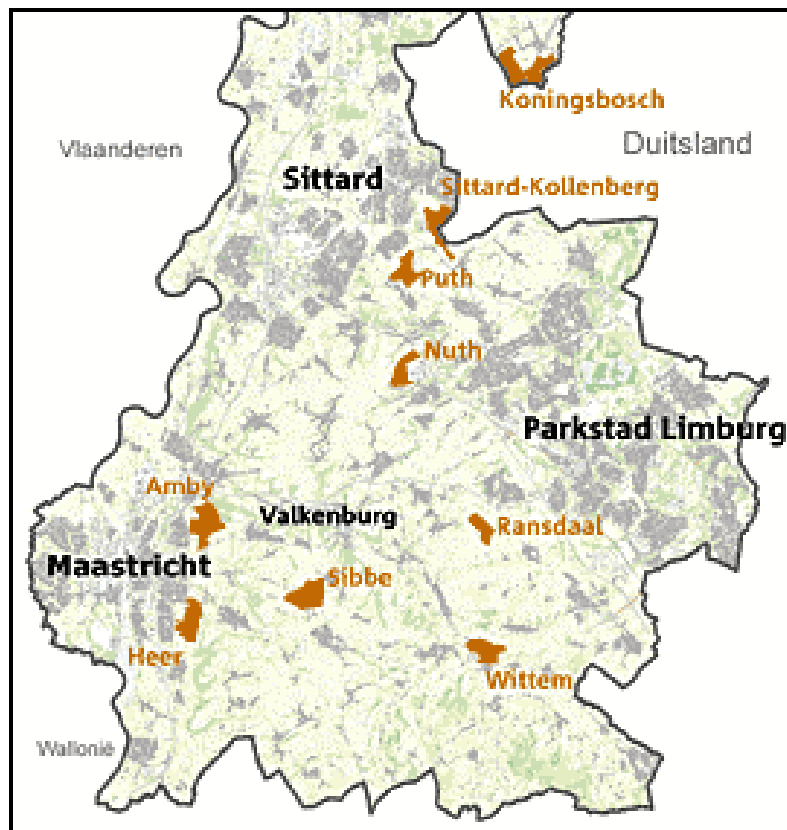 Koningsbosch
Vlaanderen
Duitsland
Sittard
Sittard-Kollenberg
Puth
Nuth
Parkstad Limburg
Amby
Valkenburg
Ransdaal
Maastricht
Sibbe
Heer
Wittem
Wallonië